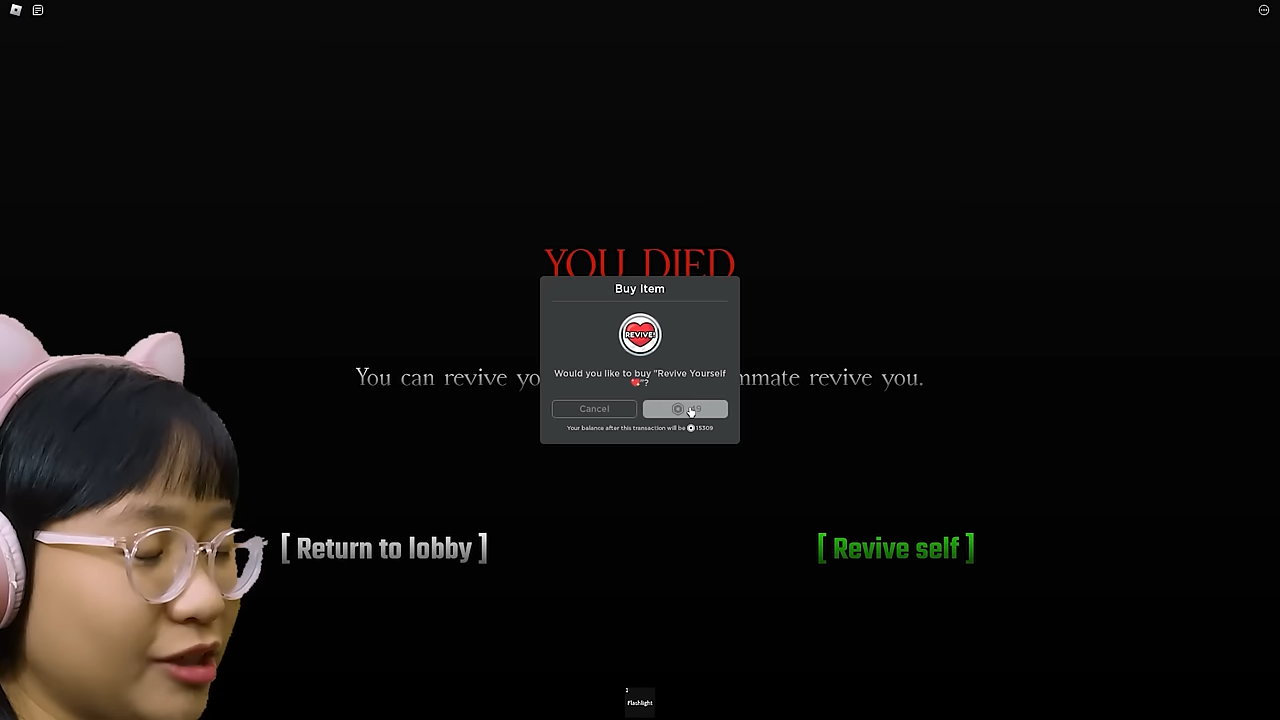 YOU DIED
Buy Item
REVIVE!
Would you like to buy "Revive Yourself
"?
You can revive yo
mmate revive you.
Cancel
Your balance after this transaction will be 15309
[ Return to lobby ]
[ Revive self ]
1
Flashlight